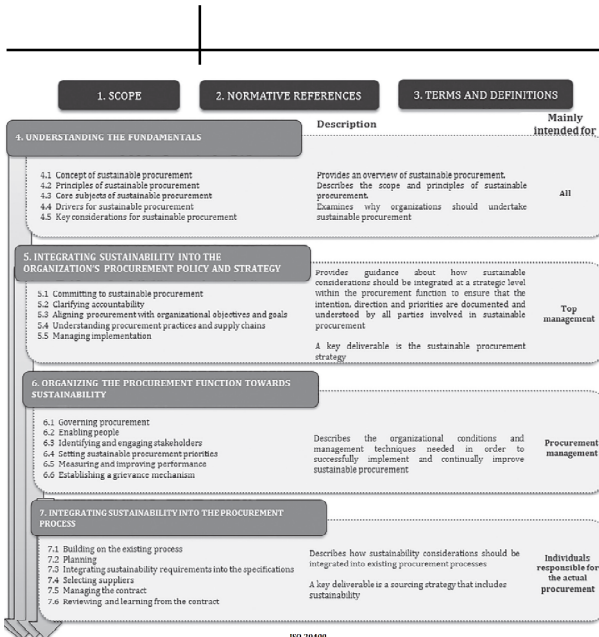 1. SCOPE
2. NORMATIVE REFERENCES
3. TERMS AND DEFINITIONS
Description
Mainly
intended for
4. UNDERSTANDING THE FUNDAMENTALS
4.1 Concept of sustainable procurement
4.2 Principles of sustainable procurement
4.3 Core subjects of sustainable procurement
4.4 Drivers for sustainable procurement
4.5 Key considerations for sustainable procurement
Provides an overview of sustainable procurement.
Describes the scope and principles of sustainable
procurement.
Examines why organizations should undertake
sustainable procurement
All
5. INTEGRATING SUSTAINABILITY INTO THE
ORGANIZATION'S PROCUREMENT POLICY AND STRATEGY
5.1 Committing to sustainable procurement
5.2 Clarifying accountability
5.3 Aligning procurement with organizational objectives and goals
5.4 Understanding procurement practices and supply chains
5.5 Managing implementation
Provides guidance about how sustainable
considerations should be integrated at a strategic level
within the procurement function to ensure that the
intention, direction and priorities are documented and
understood by all parties involved in sustainable
procurement
A key deliverable is the sustainable procurement
strategy
Top
management
6. ORGANIZING THE PROCUREMENT FUNCTION TOWARDS
SUSTAINABILITY
6.1 Governing procurement
6.2 Enabling people
6.3 Identifying and engaging stakeholders
6.4 Setting sustainable procurement priorities
6.5 Measuring and improving performance
6.6 Establishing a grievance mechanism
Describes the organizational conditions and
management techniques needed in order to
successfully implement and continually improve
sustainable procurement
Procurement
management
7. INTEGRATING SUSTAINABILITY INTO THE PROCUREMENT
PROCESS
7.1 Building on the existing process
7.2 Planning
7.3 Integrating sustainability requirements into the specifications
7.4 Selecting suppliers
7.5 Managing the contract
7.6 Reviewing and learning from the contract
Describes how sustainability considerations should be
integrated into existing procurement processes
A key deliverable is a sourcing strategy that includes
sustainability
Individuals
responsible for
the actual
procurement
ISO 20400